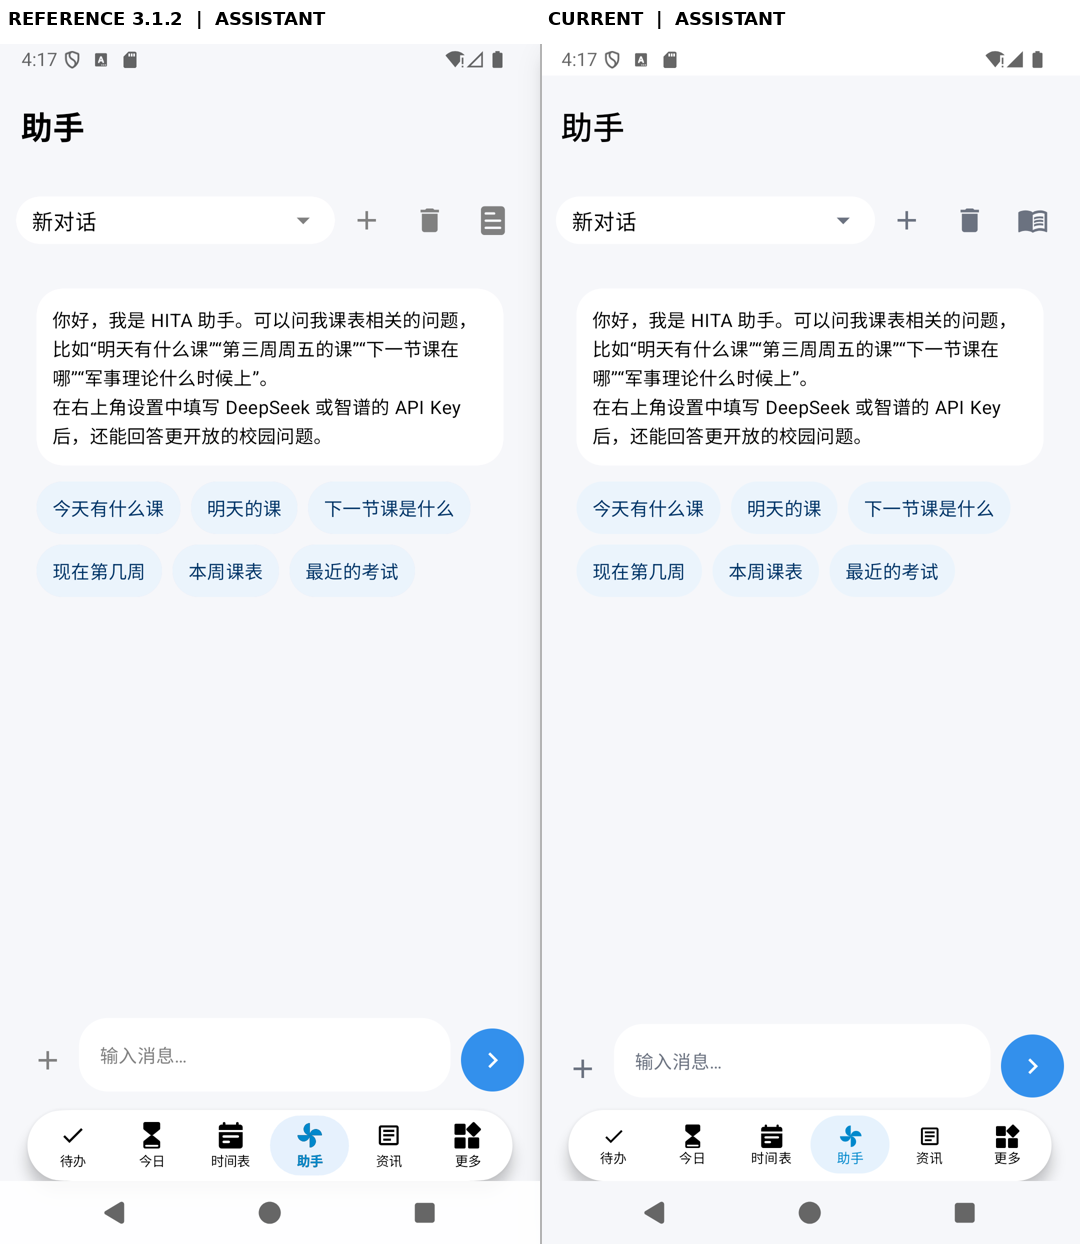 REFERENCE 3.1.2 | ASSISTANT
4:17
助手
新对话
你好，我是 HITA 助手。可以问我课表相关的问题，
比如“明天有什么课”“第三周周五的课”“下一节课在
哪”“军事理论什么时候上”。
在右上角设置中填写 DeepSeek 或智谱的 API Key
后，还能回答更开放的校园问题。
今天有什么课 明天的课 下一节课是什么
现在第几周 本周课表 最近的考试
输入消息...
待办 今日 时间表 助手 资讯 更多
CURRENT | ASSISTANT
4:17
助手
新对话
你好，我是 HITA 助手。可以问我课表相关的问题，
比如“明天有什么课”“第三周周五的课”“下一节课在
哪”“军事理论什么时候上”。
在右上角设置中填写 DeepSeek 或智谱的 API Key
后，还能回答更开放的校园问题。
今天有什么课 明天的课 下一节课是什么
现在第几周 本周课表 最近的考试
输入消息...
待办 今日 时间表 助手 资讯 更多